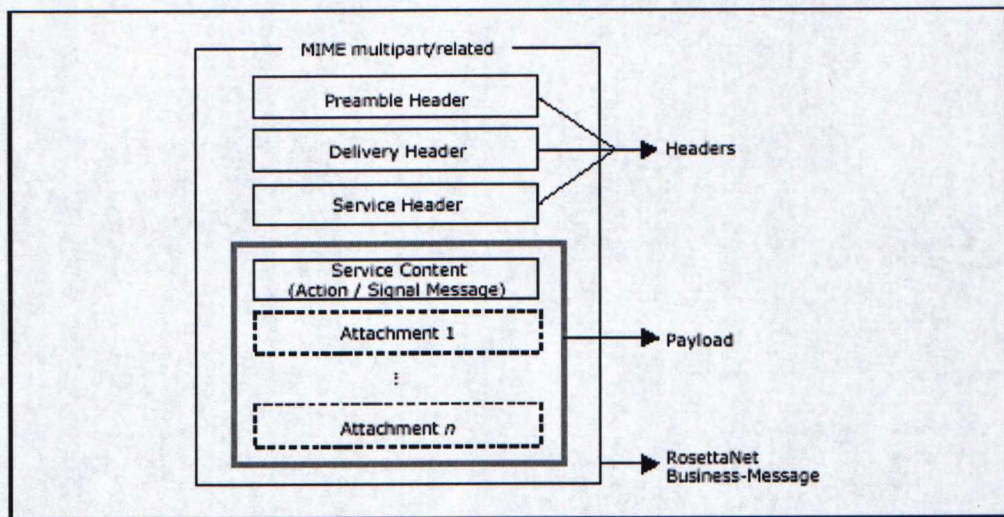 MIME multipart/related
Preamble Header
Delivery Header
Service Header
Headers
Service Content
(Action / Signal Message)
Attachment 1
⋮
Attachment n
Payload
RosettaNet
Business-Message